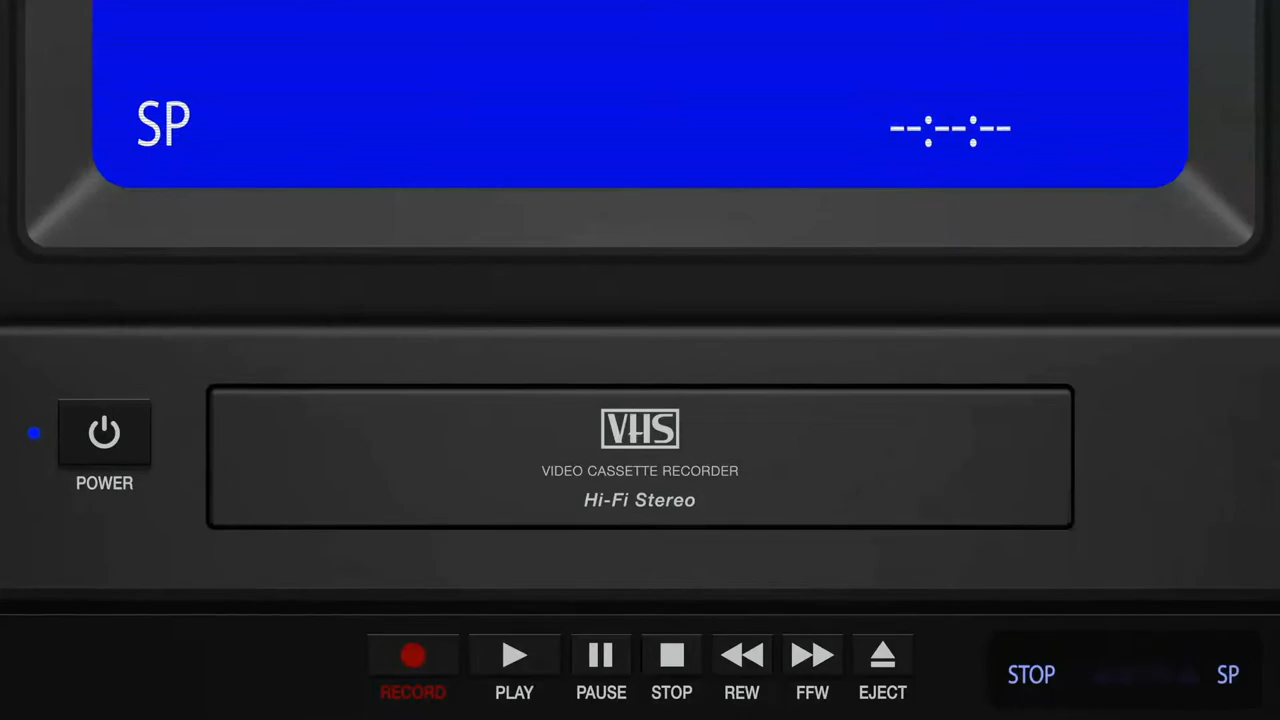 SP --:--:--
VHS
VIDEO CASSETTE RECORDER
Hi-Fi Stereo
POWER
RECORD PLAY PAUSE STOP REW FFW EJECT
STOP SP